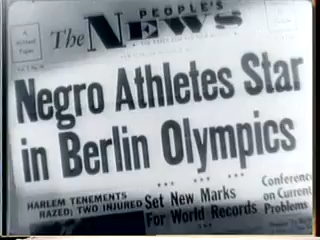 PEOPLE'S
The NEWS
Negro Athletes Star
in Berlin Olympics
HARLEM TENEMENTS
RAZED; TWO INJURED
Set New Marks
For World Records
Conference
on Current
Problems